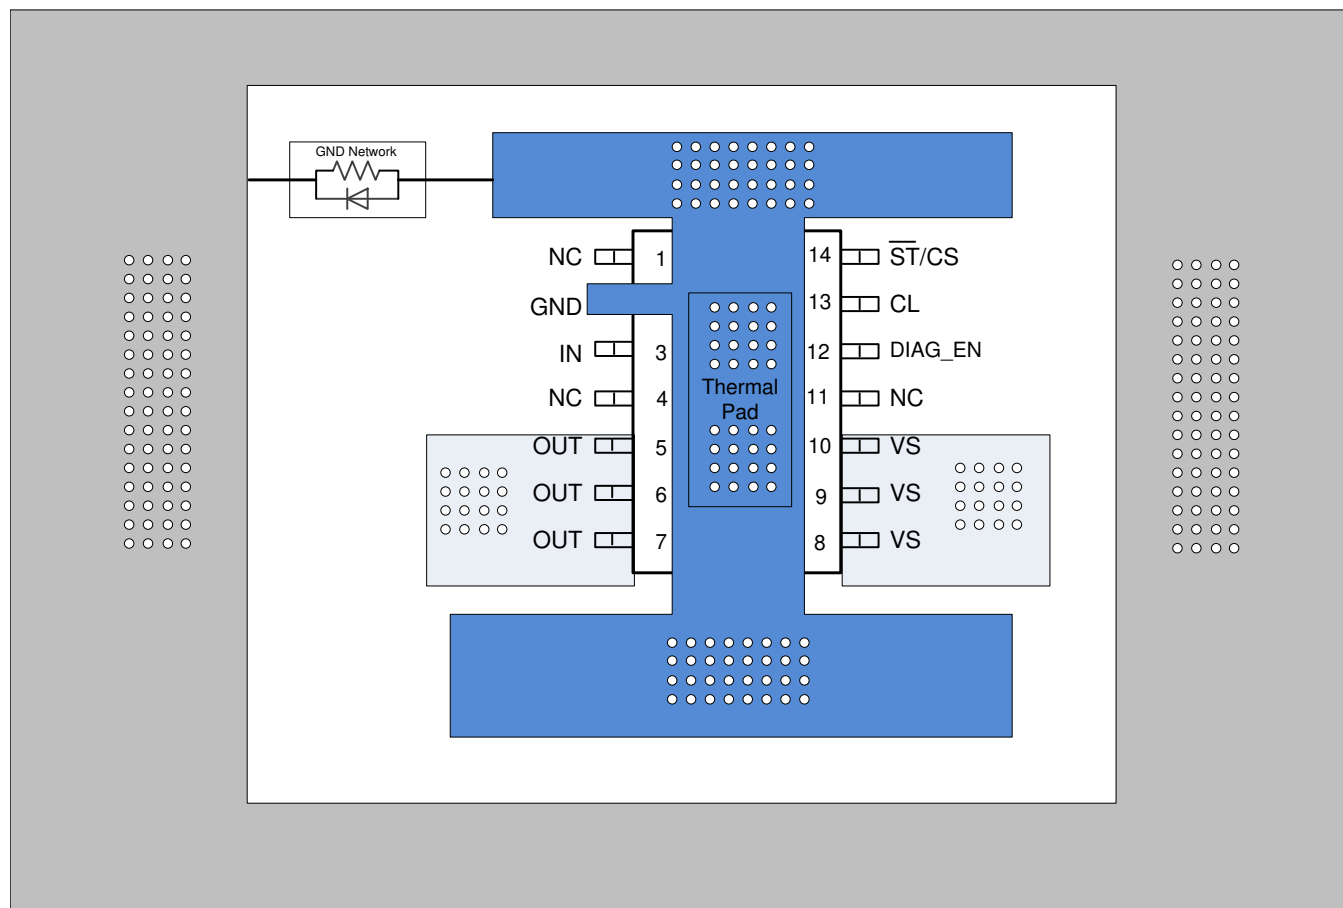 GND Network
NC 1 14 S̅T̅/CS
GND 13 CL
IN 3 12 DIAG_EN
NC 4 11 NC
OUT 5 10 VS
OUT 6 9 VS
OUT 7 8 VS
Thermal
Pad